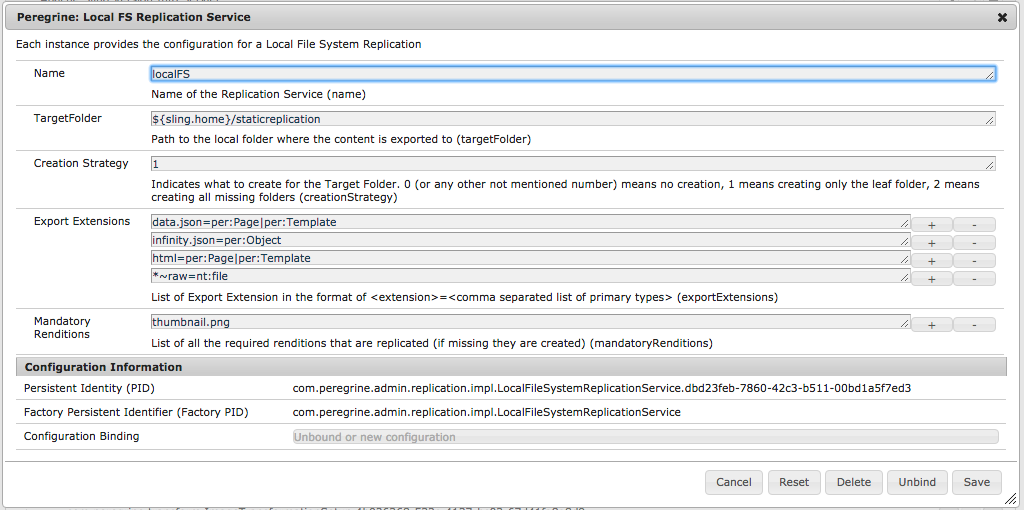 Peregrine: Local FS Replication Service
Each instance provides the configuration for a Local File System Replication
Name
localFS
Name of the Replication Service (name)
TargetFolder
${sling.home}/staticreplication
Path to the local folder where the content is exported to (targetFolder)
Creation Strategy
1
Indicates what to create for the Target Folder. 0 (or any other not mentioned number) means no creation, 1 means creating only the leaf folder, 2 means
creating all missing folders (creationStrategy)
Export Extensions
data.json=per:Page|per:Template
+ -
infinity.json=per:Object
+ -
html=per:Page|per:Template
+ -
*~raw=nt:file
+ -
List of Export Extension in the format of <extension>=<comma separated list of primary types> (exportExtensions)
Mandatory
Renditions
thumbnail.png
+ -
List of all the required renditions that are replicated (if missing they are created) (mandatoryRenditions)
Configuration Information
Persistent Identity (PID)
com.peregrine.admin.replication.impl.LocalFileSystemReplicationService.dbd23feb-7860-42c3-b511-00bd1a5f7ed3
Factory Persistent Identifier (Factory PID)
com.peregrine.admin.replication.impl.LocalFileSystemReplicationService
Configuration Binding
Unbound or new configuration
Cancel Reset Delete Unbind Save